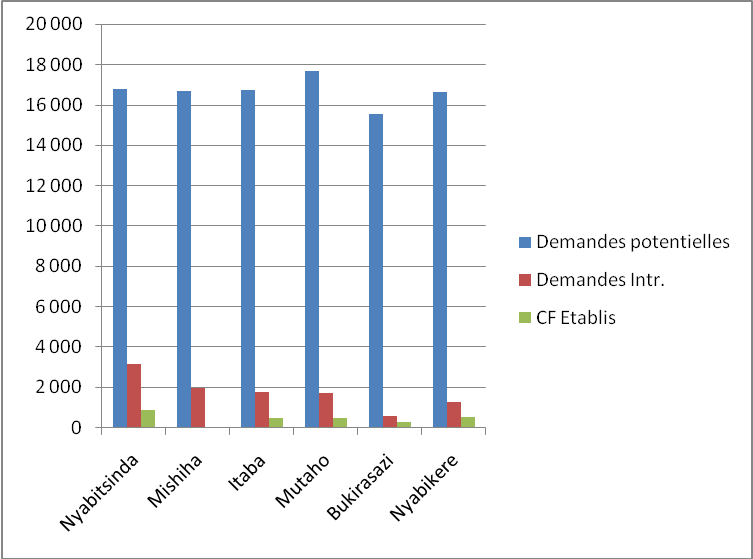 20 000
18 000
16 000
14 000
12 000
10 000
8 000
6 000
4 000
2 000
0
Nyabitsinda
Mishiha
Itaba
Mutaho
Bukirasazi
Nyabikere
Demandes potentielles
Demandes Intr.
CF Etablis